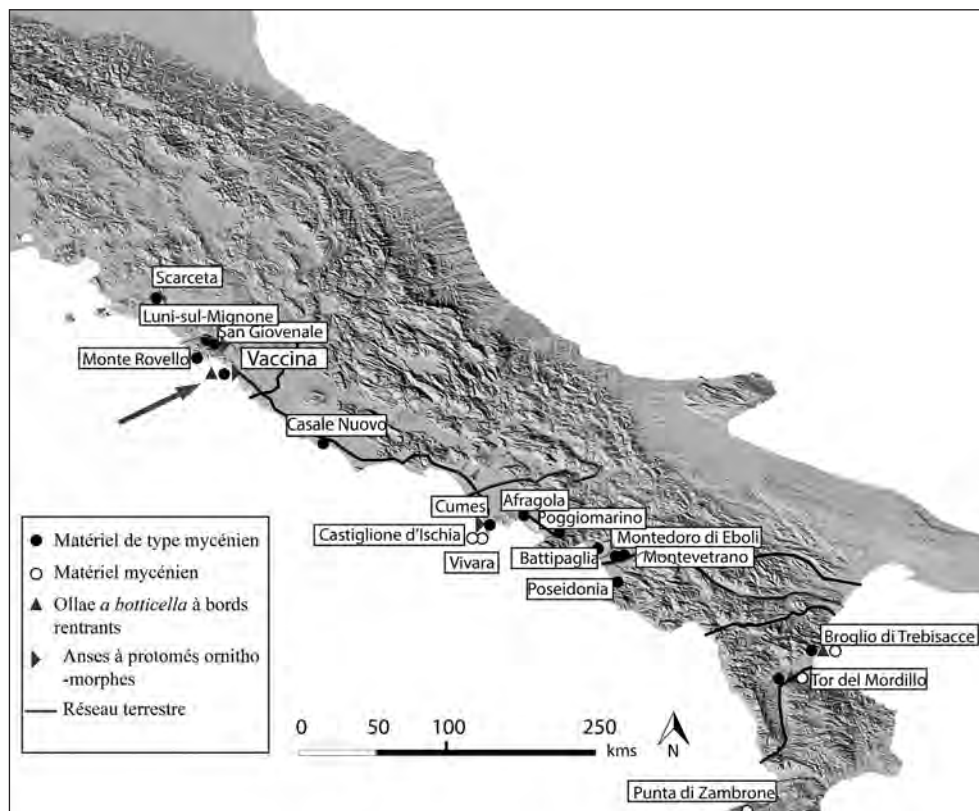 Scarceta
Luni-sul-Mignone
San Giovenale
Monte Rovello
Vaccina
Casale Nuovo
Cumes
Afragola
Castiglione d'Ischia
Poggiomarino
Vivara
Battipaglia
Montedoro di Eboli
Montevetrano
Poseidonia
Broglio di Trebisacce
Tor del Mordillo
Punta di Zambrone
Matériel de type mycénien
Matériel mycénien
Ollae a botticella à bords
rentrants
Anses à protomés ornitho
-morphes
Réseau terrestre
0 50 100 250
kms
N